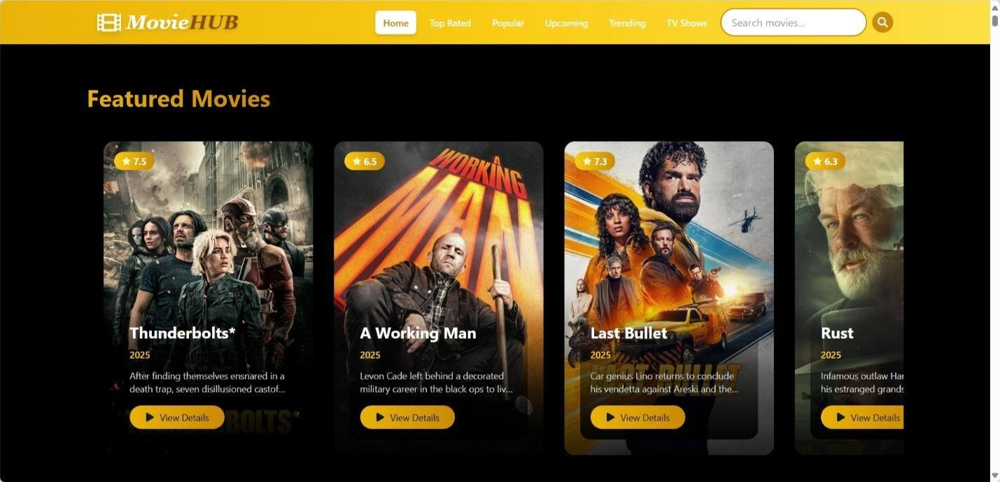 MovieHUB
Home Top Rated Popular Upcoming Trending TV Shows Search movies...
Featured Movies
7.5
Thunderbolts*
2025
After finding themselves ensnared in a
death trap, seven disillusioned castof...
View Details
THUNDERBOLTS*
6.5
A
WORKING
MAN
A Working Man
2025
Levon Cade left behind a decorated
military career in the black ops to liv...
View Details
7.3
Last Bullet
2025
LAST BULLET
Car genius Lino returns to conclude
his vendetta against Areski and the...
View Details
6.3
Rust
2025
Infamous outlaw Har
his estranged grands
View Details